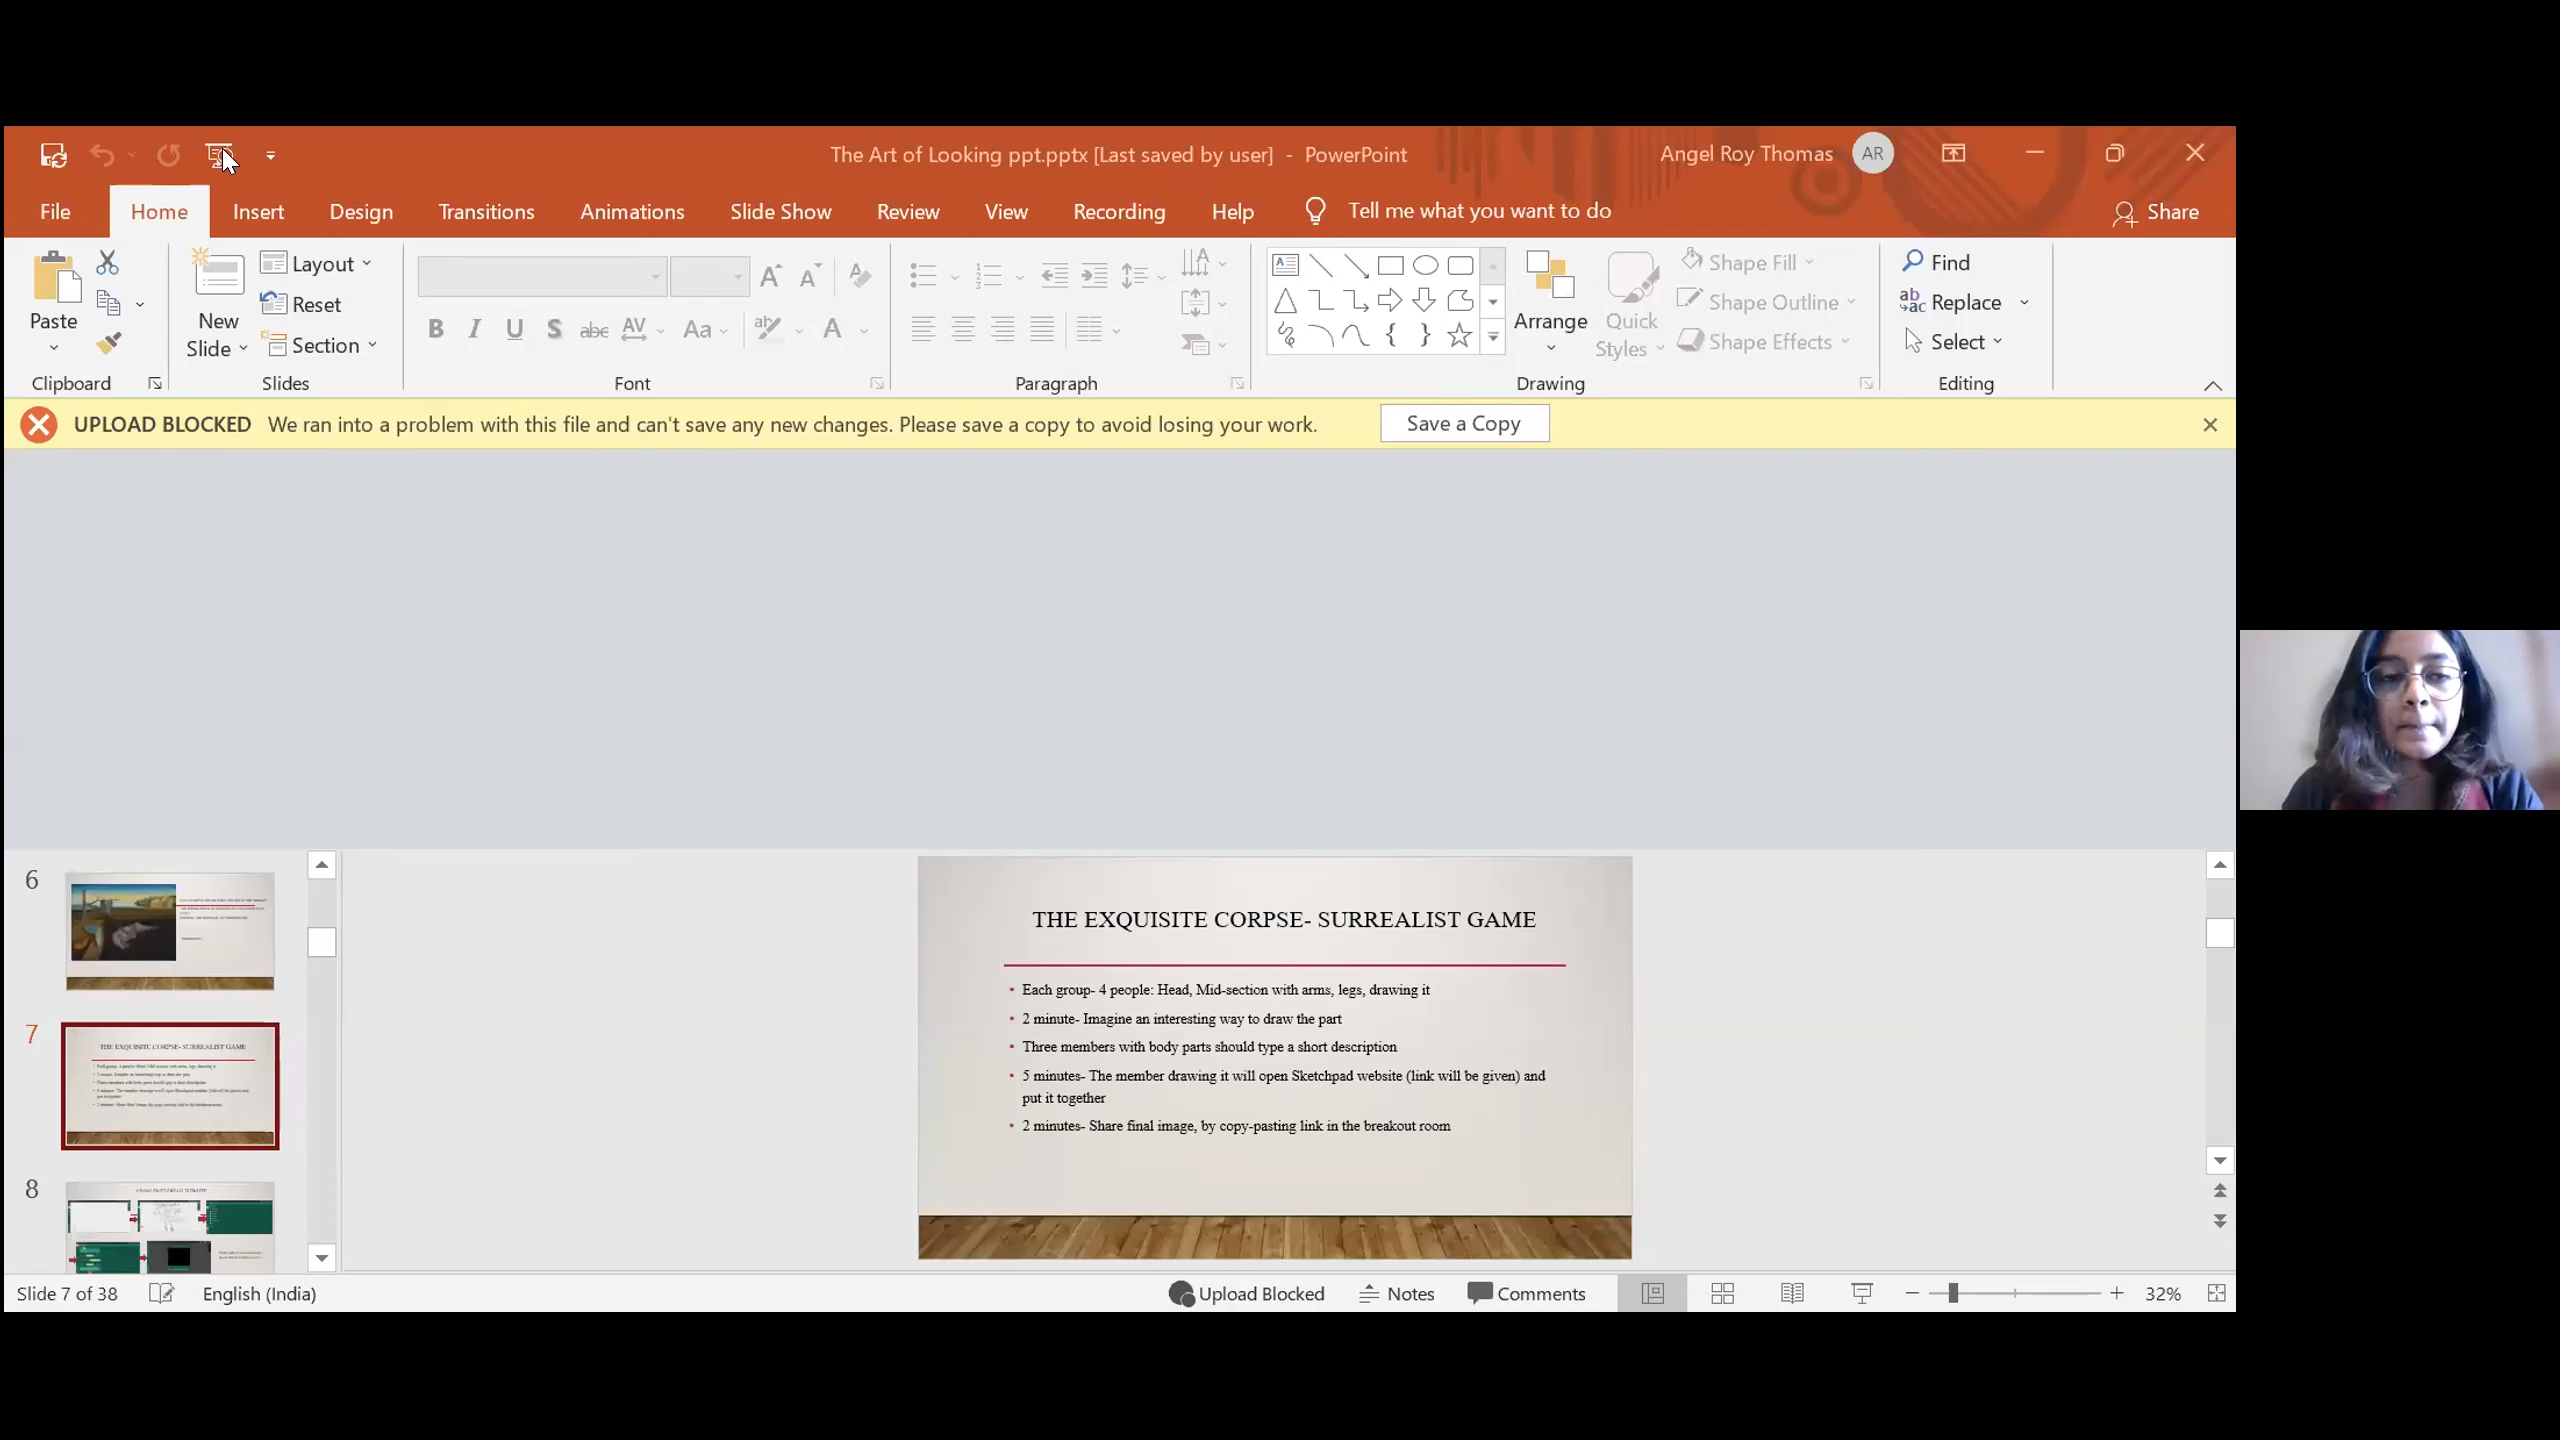 The Art of Looking ppt.pptx [Last saved by user] - PowerPoint
Angel Roy Thomas
AR
File
Home
Insert
Design
Transitions
Animations
Slide Show
Review
View
Recording
Help
Tell me what you want to do
Share
Paste
New
Slide
Layout
Reset
Section
B I U S abc AV Aa A
Arrange
Quick
Styles
Shape Fill
Shape Outline
Shape Effects
Find
Replace
Select
Clipboard
Slides
Font
Paragraph
Drawing
Editing
UPLOAD BLOCKED We ran into a problem with this file and can't save any new changes. Please save a copy to avoid losing your work.
Save a Copy
6
7
THE EXQUISITE CORPSE- SURREALIST GAME
8
THE EXQUISITE CORPSE- SURREALIST GAME
• Each group- 4 people: Head, Mid-section with arms, legs, drawing it
• 2 minute- Imagine an interesting way to draw the part
• Three members with body parts should type a short description
• 5 minutes- The member drawing it will open Sketchpad website (link will be given) and
put it together
• 2 minutes- Share final image, by copy-pasting link in the breakout room
Slide 7 of 38
English (India)
Upload Blocked
Notes
Comments
32%